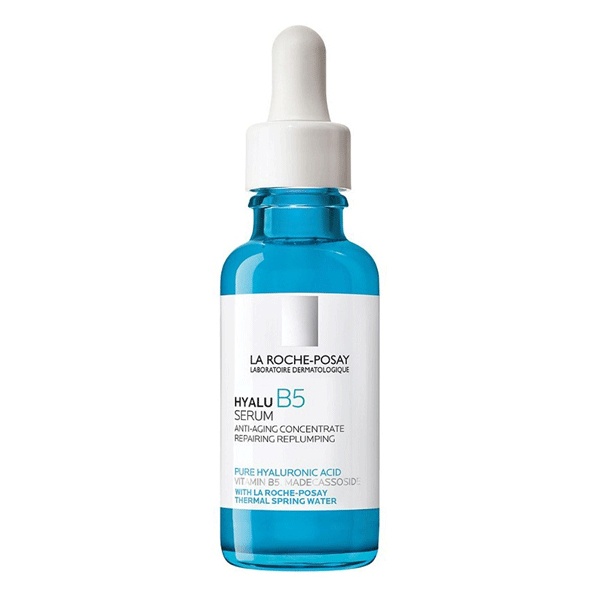 LA ROCHE-POSAY
LABORATOIRE DERMATOLOGIQUE
HYALU B5
SERUM
ANTI-AGING CONCENTRATE
REPAIRING REPLUMPING
PURE HYALURONIC ACID
VITAMIN B5. MADECASSOSIDE
WITH LA ROCHE-POSAY
THERMAL SPRING WATER